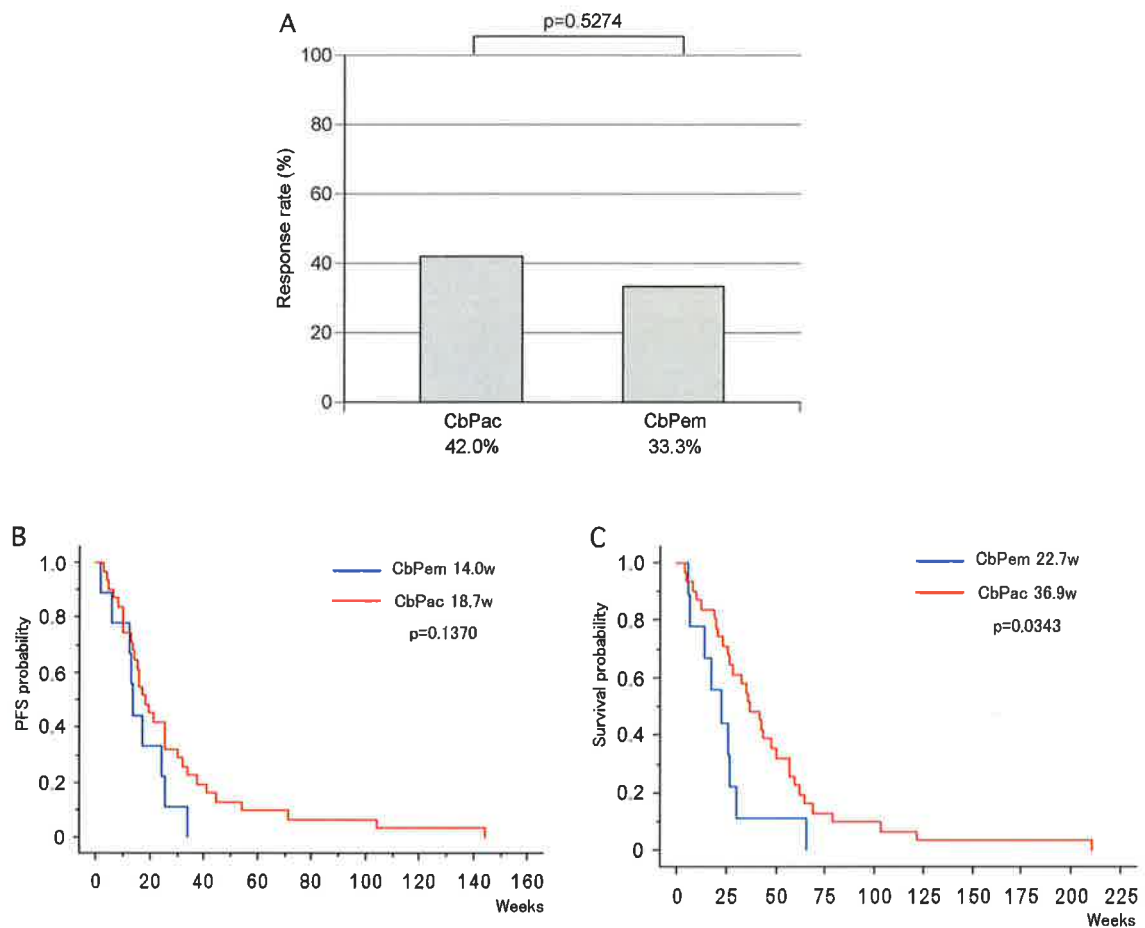 A
p=0.5274
100
80
60
40
20
0
Response rate (%)
CbPac
42.0%
CbPem
33.3%
B
1.0
0.8
0.6
0.4
0.2
0
PFS probability
CbPem 14.0w
CbPac 18.7w
p=0.1370
0 20 40 60 80 100 120 140 160
Weeks
C
1.0
0.8
0.6
0.4
0.2
0
Survival probability
CbPem 22.7w
CbPac 36.9w
p=0.0343
0 25 50 75 100 125 150 175 200 225
Weeks